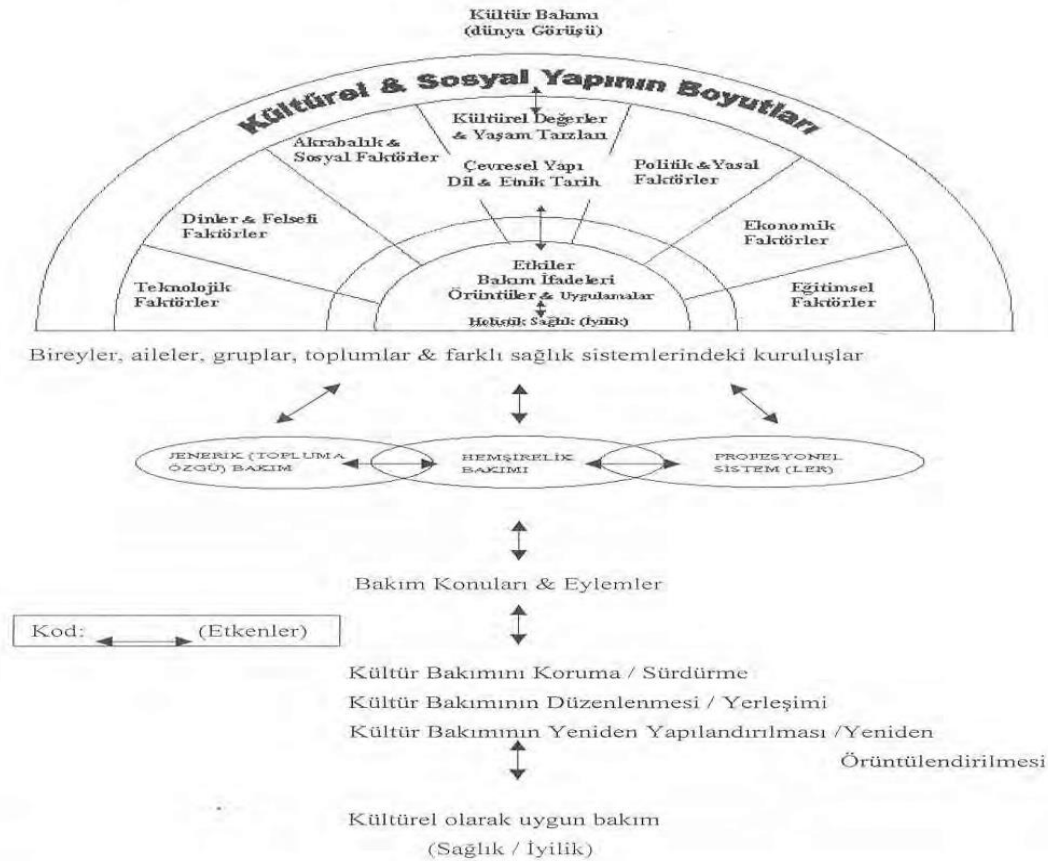 Kültür Bakımı
(dünya Görüşü)
Kültürel & Sosyal Yapının Boyutları
Kültürel Değerler
& Yaşam Tarzları
Akrabalık &
Sosyal Faktörler
Çevresel Yapı
Dil & Etnik Tarih
Politik & Yasal
Faktörler
Dinler & Felsefi
Faktörler
Ekonomik
Faktörler
Teknolojik
Faktörler
Etkiler
Bakım İfadeleri
Örüntüler & Uygulamalar
Holistik Sağlık (İyilik)
Eğitimsel
Faktörler
Bireyler, aileler, gruplar, toplumlar & farklı sağlık sistemlerindeki kuruluşlar
JENERİK (TOPLUMA
ÖZGÜ) BAKIM
HEMŞİRELİK
BAKIMI
PROFESYONEL
SİSTEM (LER)
Bakım Konuları & Eylemler
Kod: (Etkenler)
Kültür Bakımını Koruma / Sürdürme
Kültür Bakımının Düzenlenmesi / Yerleşimi
Kültür Bakımının Yeniden Yapılandırılması /Yeniden
Örüntülendirilmesi
Kültürel olarak uygun bakım
(Sağlık / İyilik)